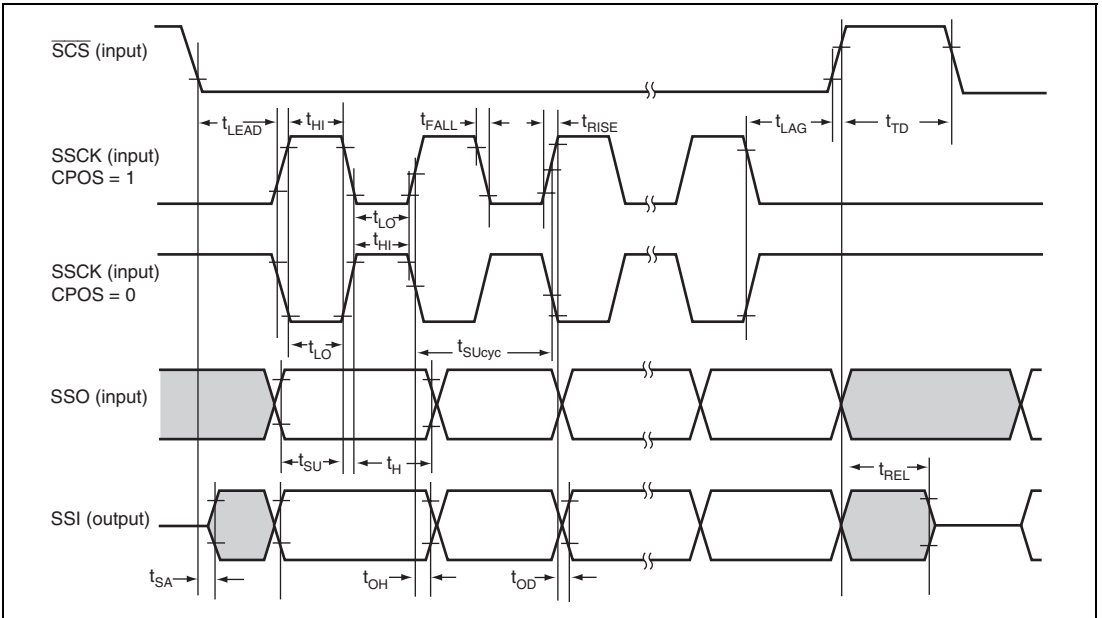 SCS (input)
tLEAD
tHI
tFALL
tRISE
tLAG
tTD
SSCK (input)
CPOS = 1
tLO
tHI
SSCK (input)
CPOS = 0
tLO
tSUcyc
SSO (input)
tSU
tH
tREL
SSI (output)
tSA
tOH
tOD